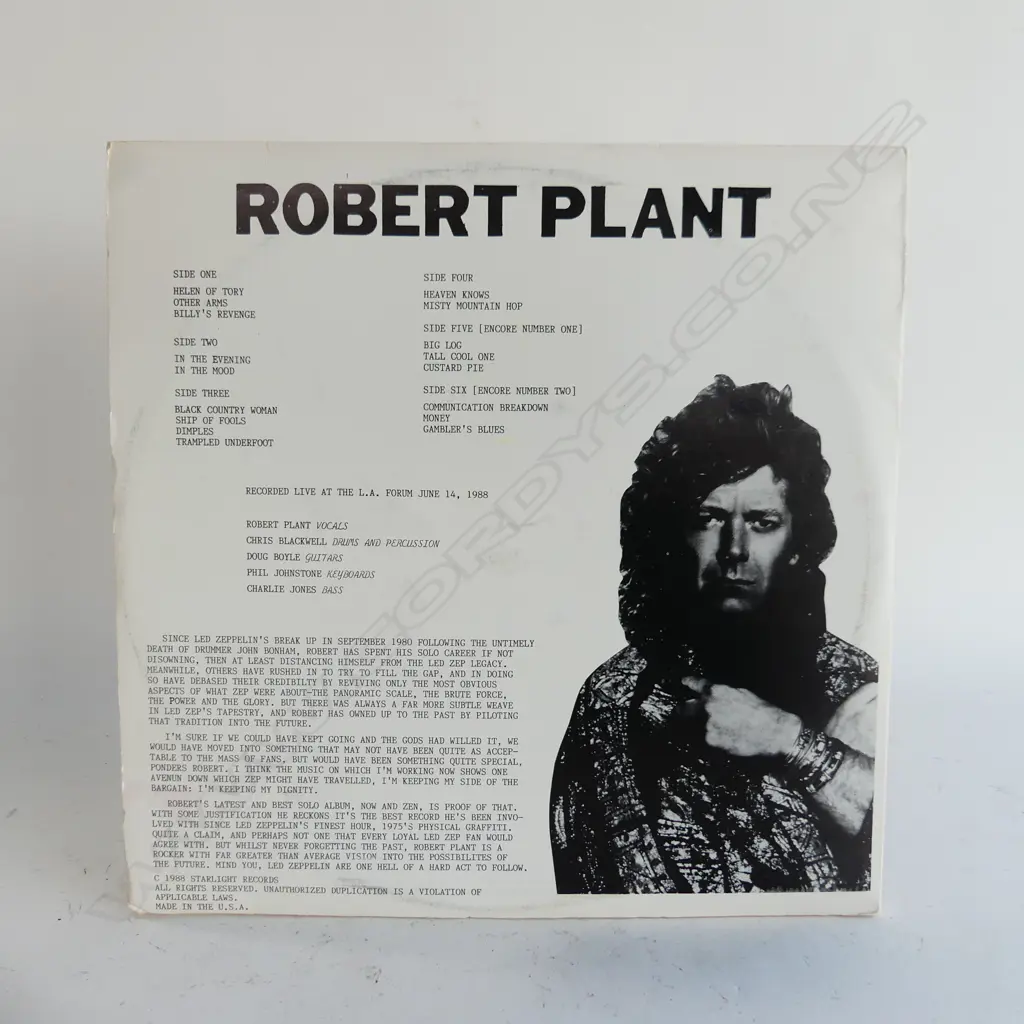 ROBERT PLANT
SIDE ONE
HELEN OF TORY
OTHER ARMS
BILLY'S REVENGE
SIDE TWO
IN THE EVENING
IN THE MOOD
SIDE THREE
BLACK COUNTRY WOMAN
SHIP OF FOOLS
DIMPLES
TRAMPLED UNDERFOOT
SIDE FOUR
HEAVEN KNOWS
MISTY MOUNTAIN HOP
SIDE FIVE [ENCORE NUMBER ONE]
BIG LOG
TALL COOL ONE
CUSTARD PIE
SIDE SIX [ENCORE NUMBER TWO]
COMMUNICATION BREAKDOWN
MONEY
GAMBLER'S BLUES
RECORDED LIVE AT THE L.A. FORUM JUNE 14, 1988
ROBERT PLANT VOCALS
CHRIS BLACKWELL DRUMS AND PERCUSSION
DOUG BOYLE GUITARS
PHIL JOHNSTONE KEYBOARDS
CHARLIE JONES BASS
SINCE LED ZEPPELIN'S BREAK UP IN SEPTEMBER 1980 FOLLOWING THE UNTIMELY
DEATH OF DRUMMER JOHN BONHAM, ROBERT HAS SPENT HIS SOLO CAREER IF NOT
DISOWNING, THEN AT LEAST DISTANCING HIMSELF FROM THE LED ZEP LEGACY.
MEANWHILE, OTHERS HAVE RUSHED IN TO TRY TO FILL THE GAP, AND IN DOING
SO HAVE DEBASED THEIR CREDIBILTY BY REVIVING ONLY THE MOST OBVIOUS
ASPECTS OF WHAT ZEP WERE ABOUT-THE PANORAMIC SCALE, THE BRUTE FORCE,
THE POWER AND THE GLORY. BUT THERE WAS ALWAYS A FAR MORE SUBTLE WEAVE
IN LED ZEP'S TAPESTRY, AND ROBERT HAS OWNED UP TO THE PAST BY PILOTING
THAT TRADITION INTO THE FUTURE.
I'M SURE IF WE COULD HAVE KEPT GOING AND THE GODS HAD WILLED IT, WE
WOULD HAVE MOVED INTO SOMETHING THAT MAY NOT HAVE BEEN QUITE AS ACCEP-
TABLE TO THE MASS OF FANS, BUT WOULD HAVE BEEN SOMETHING QUITE SPECIAL,
PONDERS ROBERT. I THINK THE MUSIC ON WHICH I'M WORKING NOW SHOWS ONE
AVENUN DOWN WHICH ZEP MIGHT HAVE TRAVELLED, I'M KEEPING MY SIDE OF THE
BARGAIN: I'M KEEPING MY DIGNITY.
ROBERT'S LATEST AND BEST SOLO ALBUM, NOW AND ZEN, IS PROOF OF THAT.
WITH SOME JUSTIFICATION HE RECKONS IT'S THE BEST RECORD HE'S BEEN INVO-
LVED WITH SINCE LED ZEPPELIN'S FINEST HOUR, 1975'S PHYSICAL GRAFFITI.
QUITE A CLAIM, AND PERHAPS NOT ONE THAT EVERY LOYAL LED ZEP FAN WOULD
AGREE WITH. BUT WHILST NEVER FORGETTING THE PAST, ROBERT PLANT IS A
ROCKER WITH FAR GREATER THAN AVERAGE VISION INTO THE POSSIBILITES OF
THE FUTURE. MIND YOU, LED ZEPPELIN ARE ONE HELL OF A HARD ACT TO FOLLOW.
C 1988 STARLIGHT RECORDS
ALL RIGHTS RESERVED. UNAUTHORIZED DUPLICATION IS A VIOLATION OF
APPLICABLE LAWS.
MADE IN THE U.S.A.